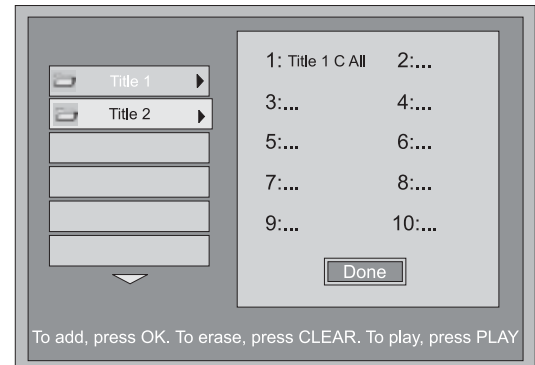 Title 1
Title 2
1: Title 1 C All 2:...
3:... 4:...
5:... 6:...
7:... 8:...
9:... 10:...
Done
To add, press OK. To erase, press CLEAR. To play, press PLAY